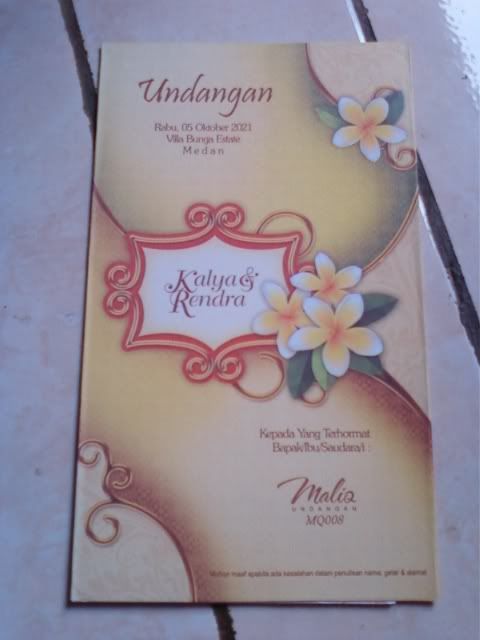 Undangan
Rabu, 05 Oktober 2021
Villa Bunga Estate
Medan
Kalya &
Rendra
Kepada Yang Terhormat
Bapak/Ibu/Saudara/i :
Malia
UNDANGAN
MQ008
Mohon maaf apabila ada kesalahan dalam penulisan nama, gelar & alamat